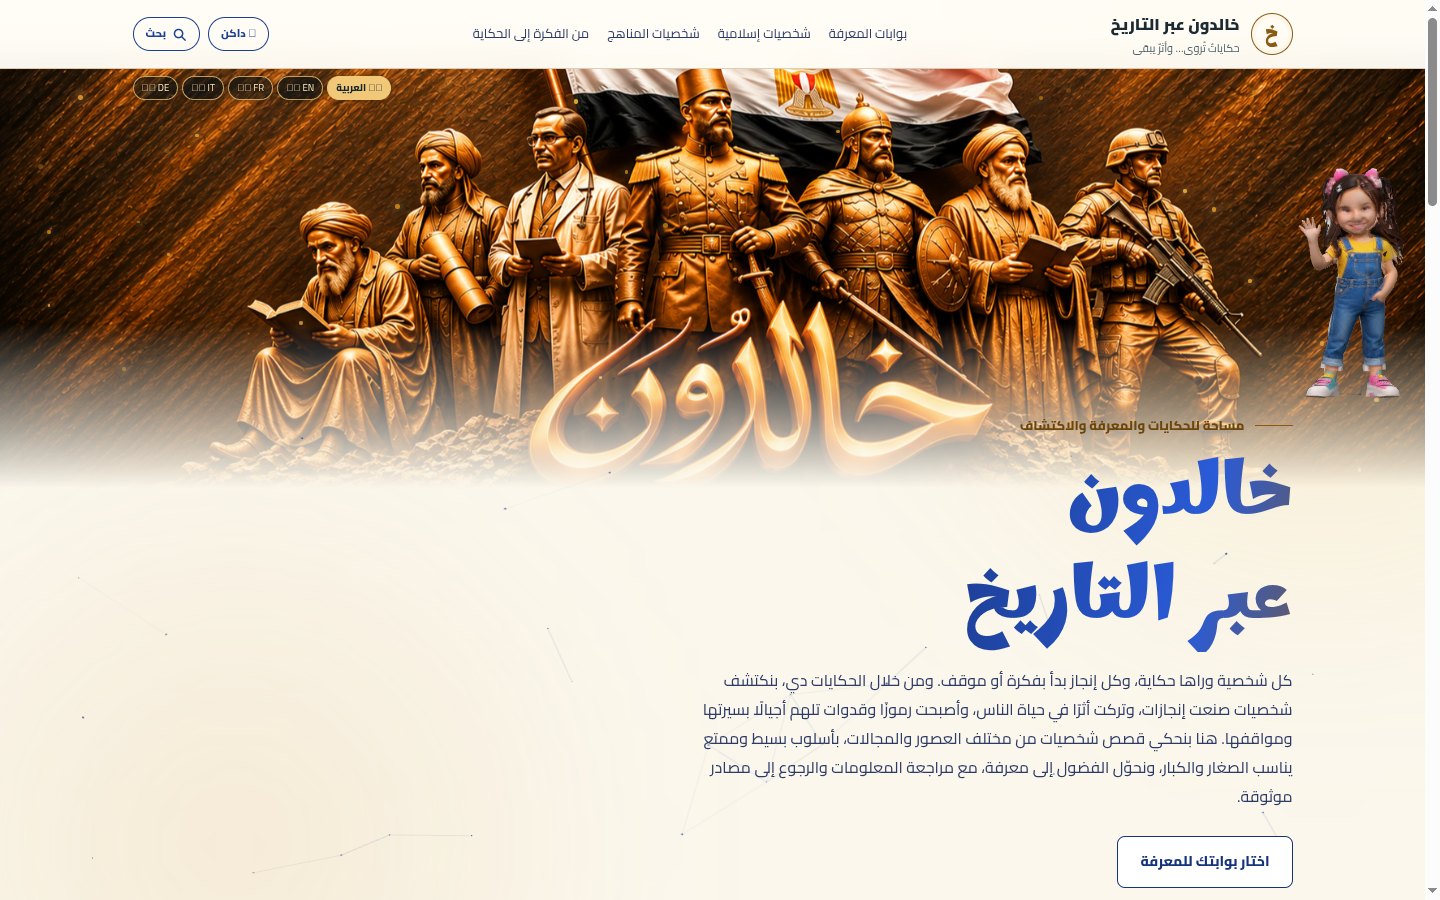 خالدون عبر التاريخ
حكاياتٌ تُروى... وأثرٌ يبقى
بوابات المعرفة
شخصيات إسلامية
شخصيات المناهج
من الفكرة إلى الحكاية
داكن
بحث
العربية
EN
FR
IT
DE
خالدون
مساحة للحكايات والمعرفة والاكتشاف
خالدون
عبر التاريخ
كل شخصية وراها حكاية، وكل إنجاز بدأ بفكرة أو موقف. ومن خلال الحكايات دي، بنكتشف
شخصيات صنعت إنجازات، وتركت أثرًا في حياة الناس، وأصبحت رموزًا وقدوات تلهم أجيالًا بسيرتها
ومواقفها. هنا بنحكي قصص شخصيات من مختلف العصور والمجالات، بأسلوب بسيط وممتع
يناسب الصغار والكبار، ونحوّل الفضول إلى معرفة، مع مراجعة المعلومات والرجوع إلى مصادر
موثوقة.
اختار بوابتك للمعرفة